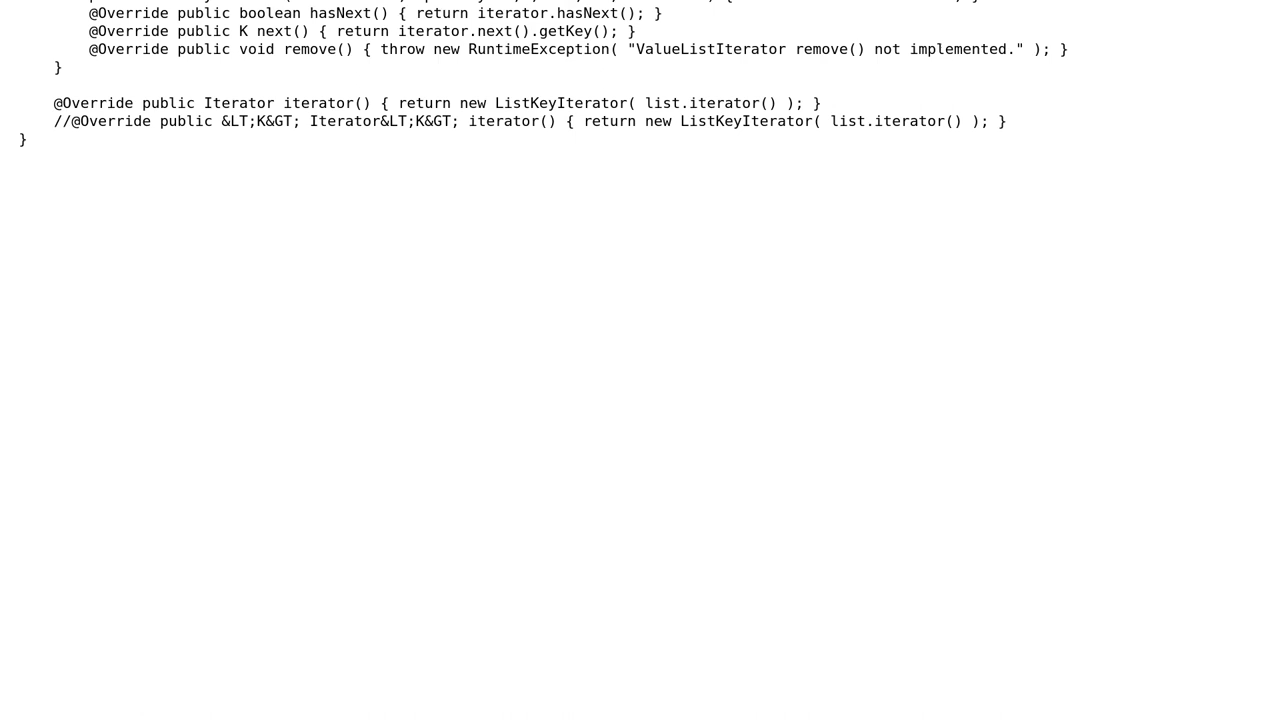 @Override public boolean hasNext() { return iterator.hasNext(); }
@Override public K next() { return iterator.next().getKey(); }
@Override public void remove() { throw new RuntimeException( "ValueListIterator remove() not implemented." ); }
}
@Override public Iterator iterator() { return new ListKeyIterator( list.iterator() ); }
//@Override public &LT;K&GT; Iterator&LT;K&GT; iterator() { return new ListKeyIterator( list.iterator() ); }
}